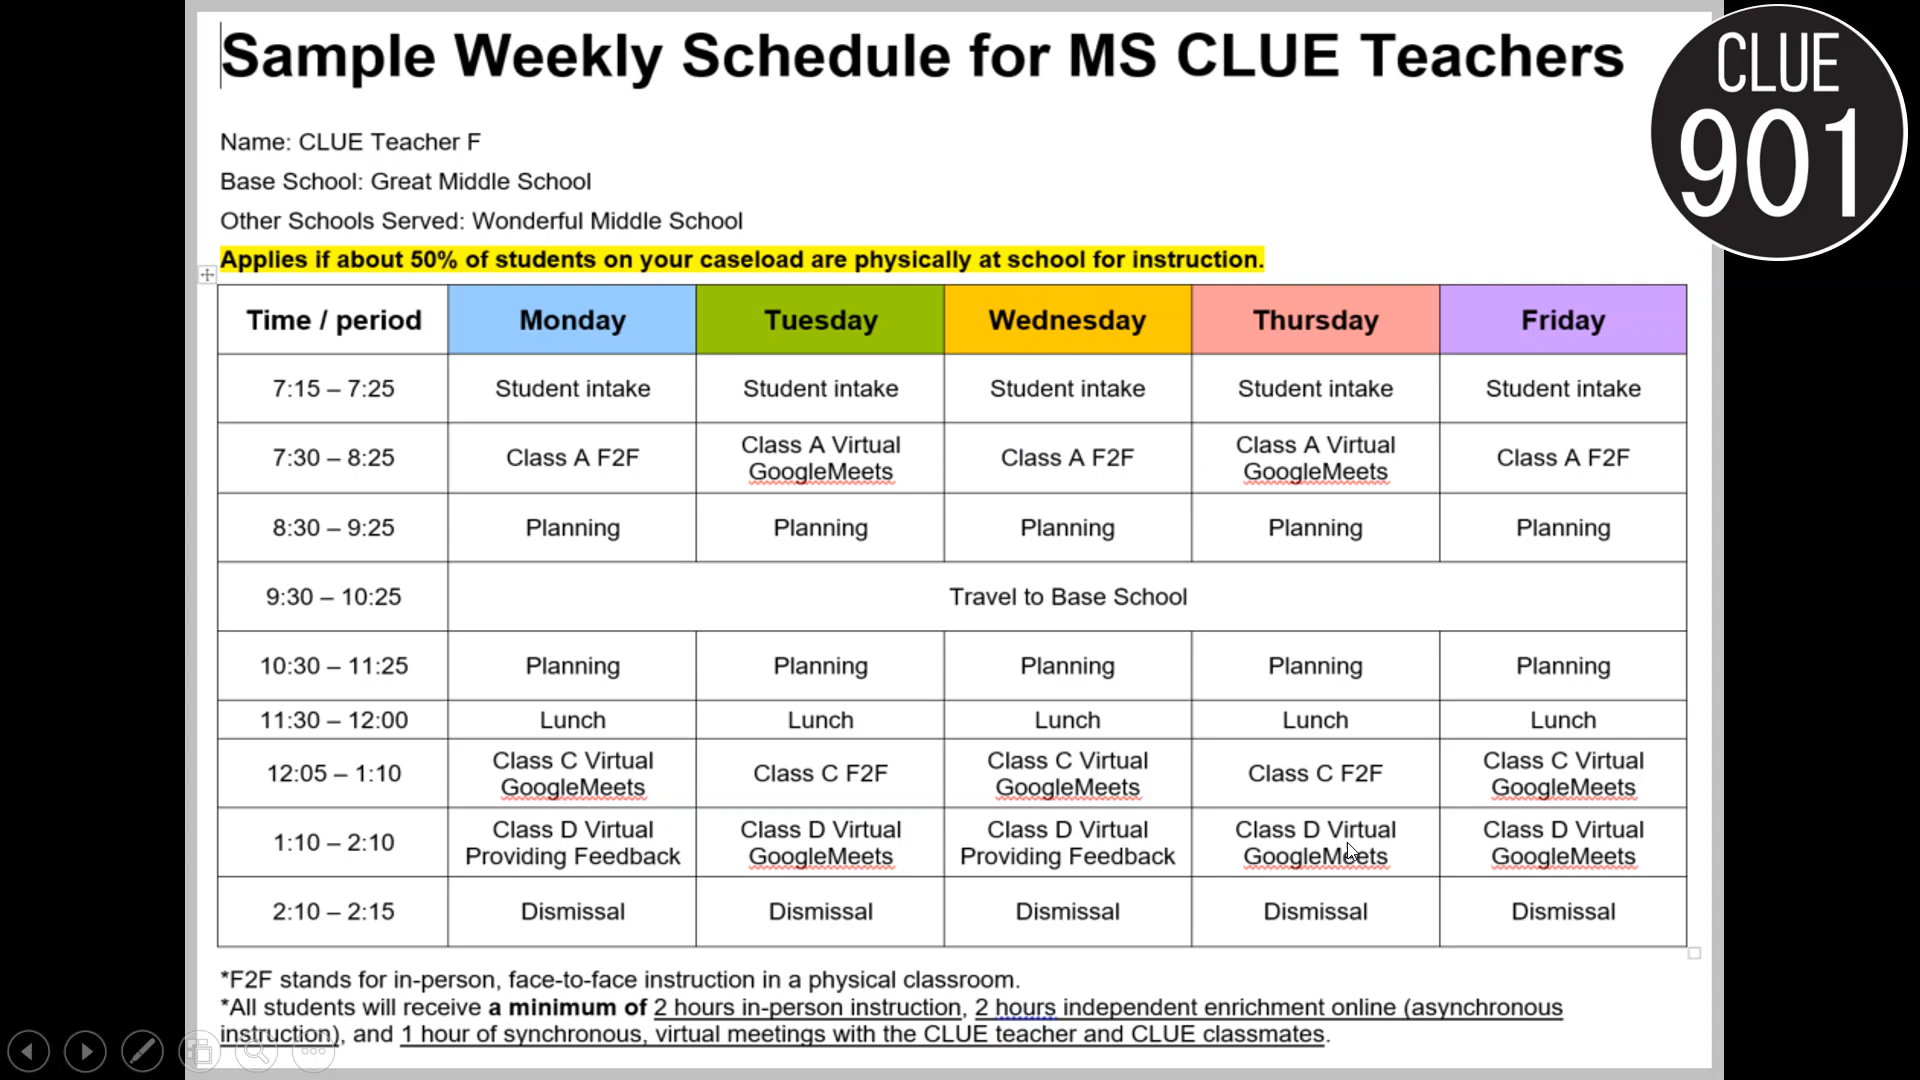 Sample Weekly Schedule for MS CLUE Teachers
CLUE
901
Name: CLUE Teacher F
Base School: Great Middle School
Other Schools Served: Wonderful Middle School
Applies if about 50% of students on your caseload are physically at school for instruction.
Time / period Monday Tuesday Wednesday Thursday Friday
7:15 – 7:25 Student intake Student intake Student intake Student intake Student intake
7:30 – 8:25 Class A F2F Class A Virtual GoogleMeets Class A F2F Class A Virtual GoogleMeets Class A F2F
8:30 – 9:25 Planning Planning Planning Planning Planning
9:30 – 10:25 Travel to Base School
10:30 – 11:25 Planning Planning Planning Planning Planning
11:30 – 12:00 Lunch Lunch Lunch Lunch Lunch
12:05 – 1:10 Class C Virtual GoogleMeets Class C F2F Class C Virtual GoogleMeets Class C F2F Class C Virtual GoogleMeets
1:10 – 2:10 Class D Virtual Providing Feedback Class D Virtual GoogleMeets Class D Virtual Providing Feedback Class D Virtual GoogleMeets Class D Virtual GoogleMeets
2:10 – 2:15 Dismissal Dismissal Dismissal Dismissal Dismissal
*F2F stands for in-person, face-to-face instruction in a physical classroom.
*All students will receive a minimum of 2 hours in-person instruction, 2 hours independent enrichment online (asynchronous
instruction), and 1 hour of synchronous, virtual meetings with the CLUE teacher and CLUE classmates.